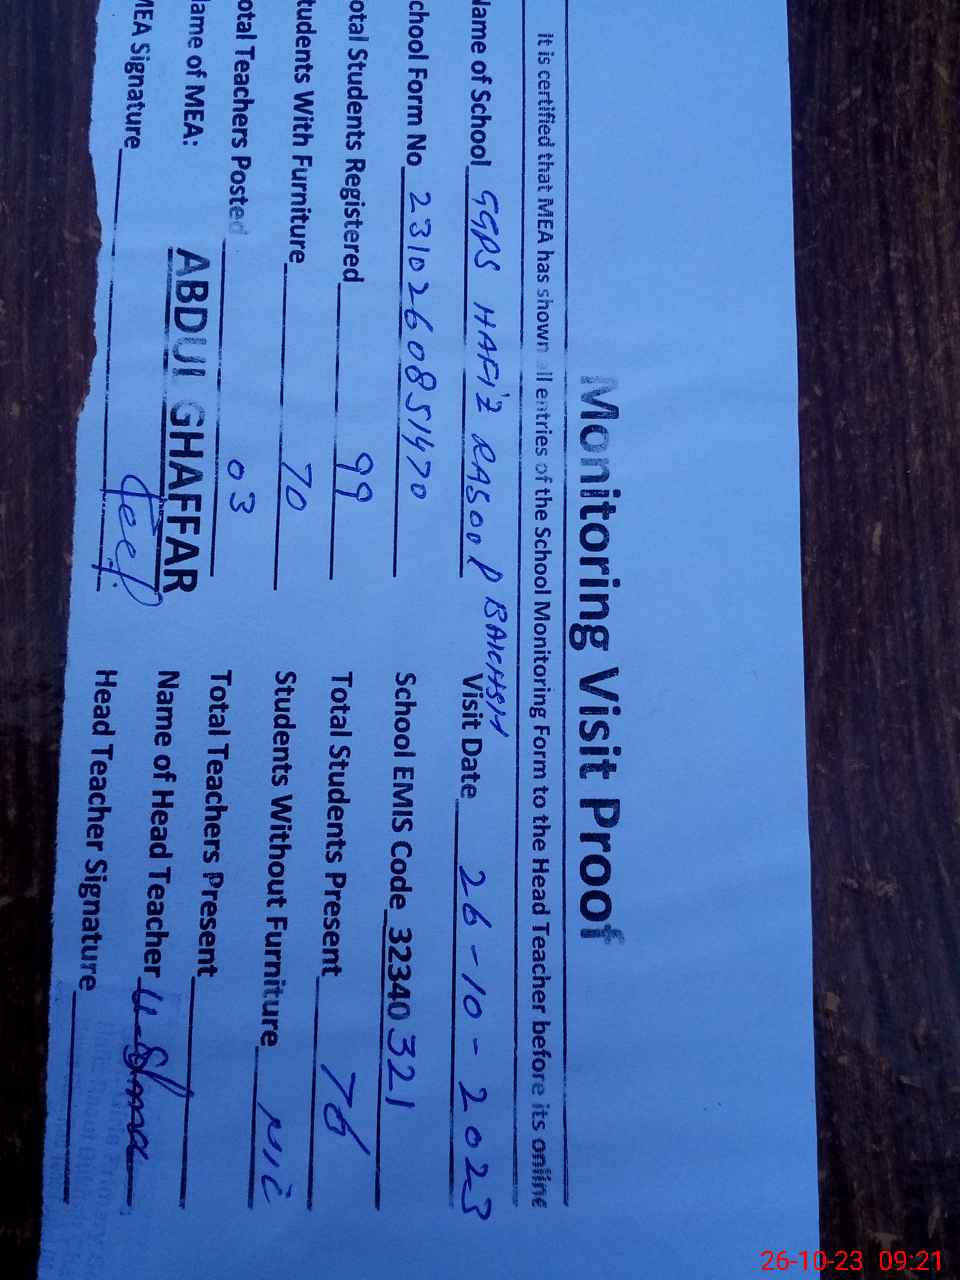 Monitoring Visit Proof
It is certified that MEA has shown all entries of the School Monitoring Form to the Head Teacher before its online
Name of School GGPS HAFIZ RASOOL BAKHSH Visit Date 26-10-2023
School Form No 2310260851470 School EMIS Code 32340321
Total Students Registered 99 Total Students Present 76
Students With Furniture 70 Students Without Furniture Nil
Total Teachers Posted 03 Total Teachers Present
Name of MEA: ABDUL GHAFFAR Name of Head Teacher
MEA Signature Head Teacher Signature
26-10-23 09:21